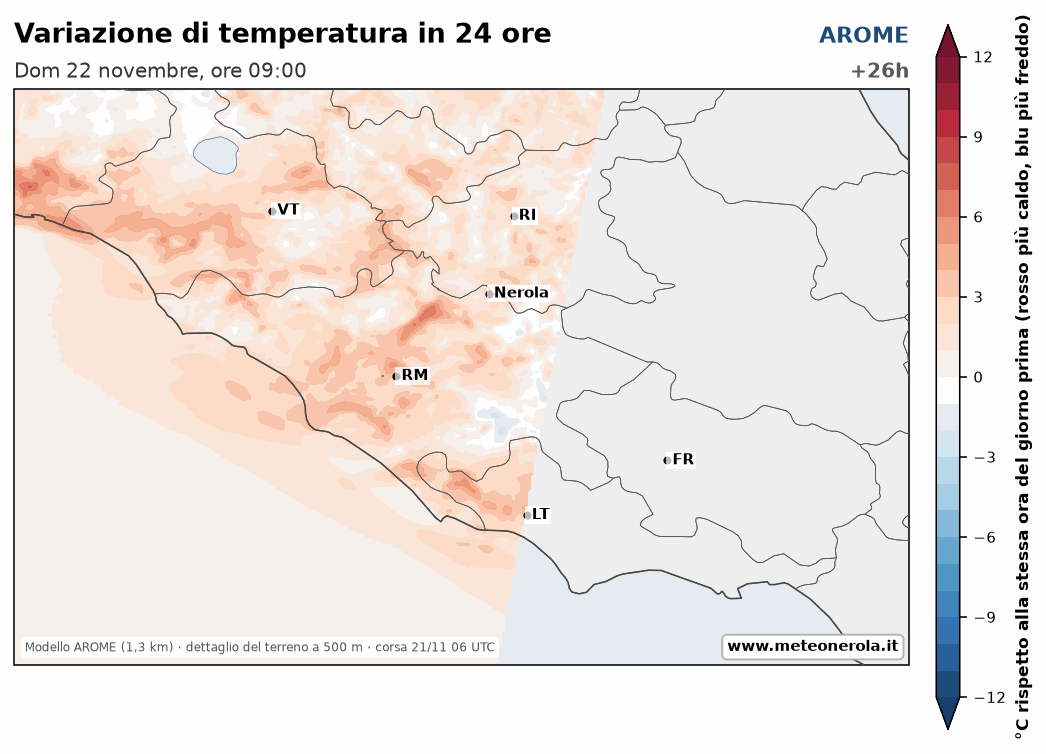 Variazione di temperatura in 24 ore
AROME
Dom 22 novembre, ore 09:00
+26h
VT
RI
Nerola
RM
FR
LT
Modello AROME (1,3 km) · dettaglio del terreno a 500 m · corsa 21/11 06 UTC
www.meteonerola.it
12
9
6
3
0
−3
−6
−9
−12
°C rispetto alla stessa ora del giorno prima (rosso più caldo, blu più freddo)